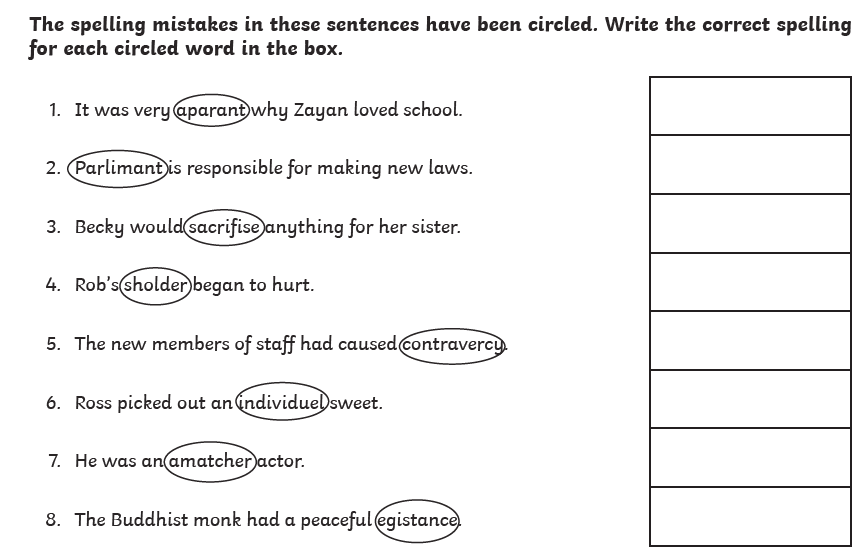 The spelling mistakes in these sentences have been circled. Write the correct spelling
for each circled word in the box.
1. It was very aparant why Zayan loved school.
2. Parlimant is responsible for making new laws.
3. Becky would sacrifise anything for her sister.
4. Rob's sholder began to hurt.
5. The new members of staff had caused contravercy.
6. Ross picked out an individuel sweet.
7. He was an amatcher actor.
8. The Buddhist monk had a peaceful egistance.